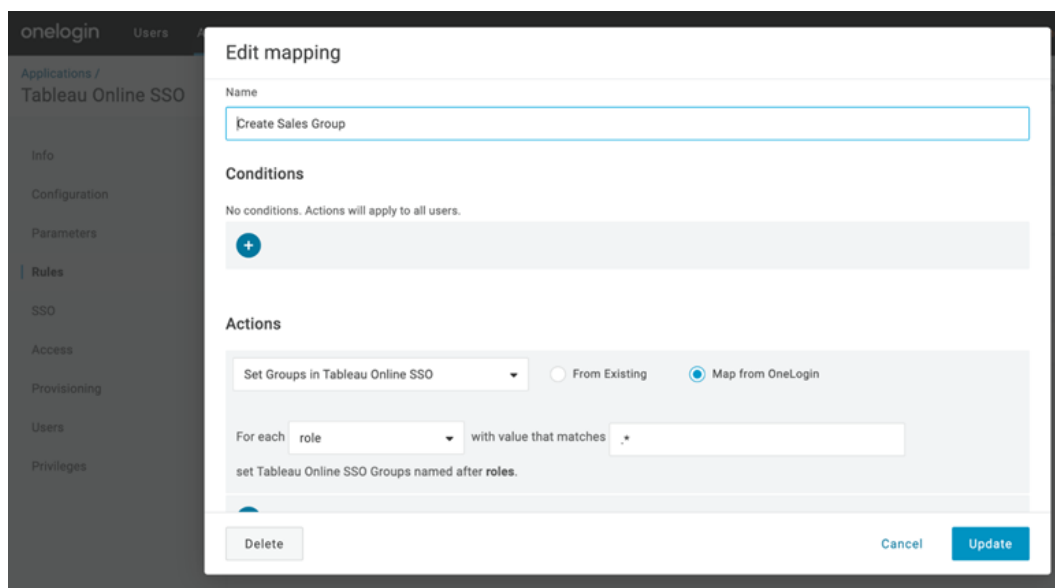 onelogin Users A
Applications /
Tableau Online SSO
Info
Configuration
Parameters
Rules
SSO
Access
Provisioning
Users
Privileges
Edit mapping
Name
Create Sales Group
Conditions
No conditions. Actions will apply to all users.
+
Actions
Set Groups in Tableau Online SSO From Existing Map from OneLogin
For each role with value that matches .*
set Tableau Online SSO Groups named after roles.
Delete Cancel Update